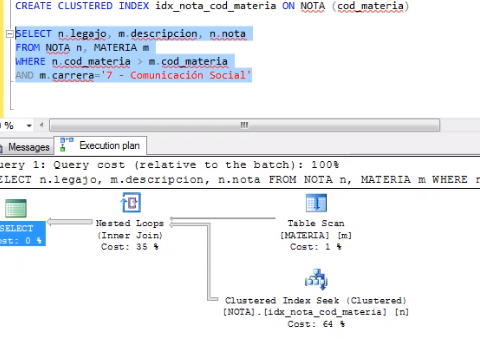 CREATE CLUSTERED INDEX idx_nota_cod_materia ON NOTA (cod_materia)
SELECT n.legajo, m.descripcion, n.nota
FROM NOTA n, MATERIA m
WHERE n.cod_materia > m.cod_materia
AND m.carrera='7 - Comunicación Social'
%
Messages
Execution plan
uery 1: Query cost (relative to the batch): 100%
ELECT n.legajo, m.descripcion, n.nota FROM NOTA n, MATERIA m WHERE n
SELECT
ost: 0 %
Nested Loops
(Inner Join)
Cost: 35 %
Table Scan
[MATERIA] [m]
Cost: 1 %
Clustered Index Seek (Clustered)
[NOTA].[idx_nota_cod_materia] [n]
Cost: 64 %